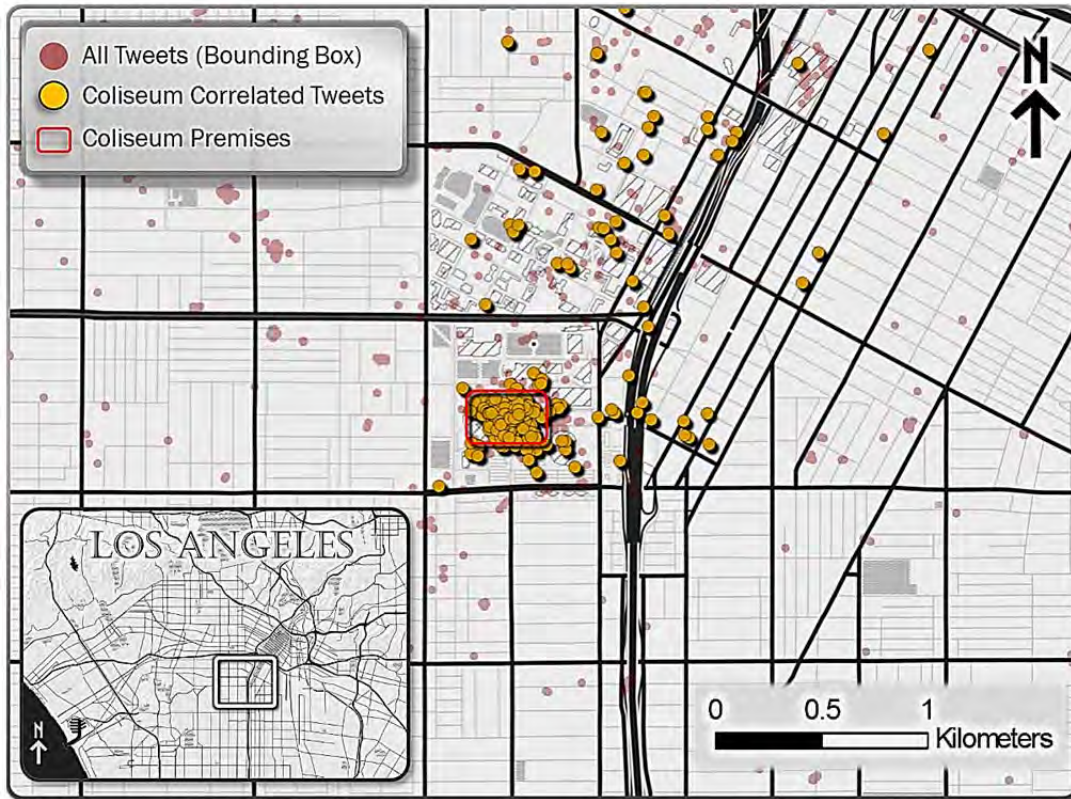 All Tweets (Bounding Box)
Coliseum Correlated Tweets
Coliseum Premises
N
LOS ANGELES
N
0 0.5 1
Kilometers